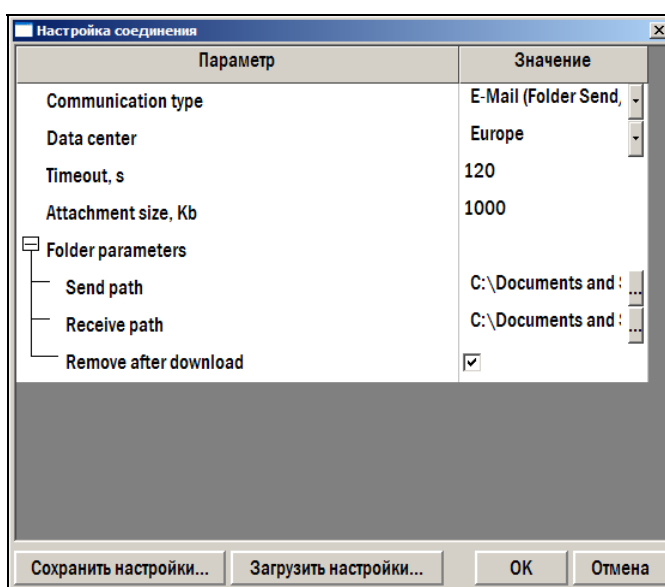 Настройка соединения
Параметр Значение
Communication type E-Mail (Folder Send,
Data center Europe
Timeout, s 120
Attachment size, Kb 1000
Folder parameters
Send path C:\Documents and ...
Receive path C:\Documents and ...
Remove after download
Сохранить настройки... Загрузить настройки... OK Отмена